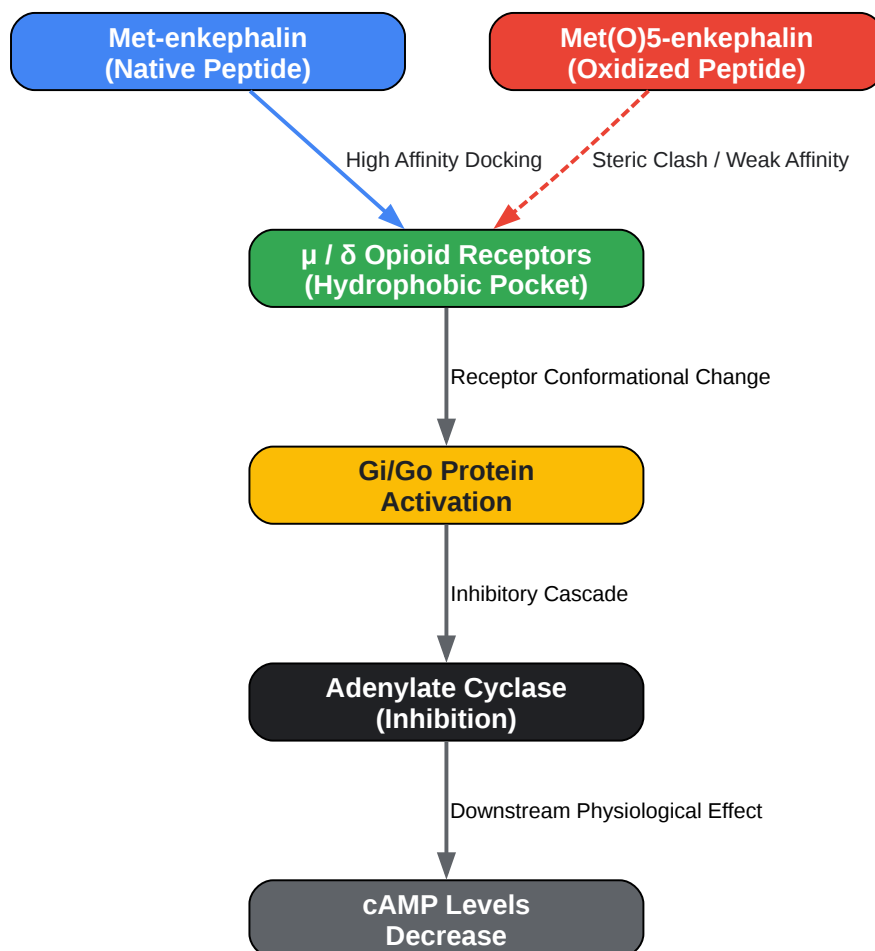 Met-enkephalin
(Native Peptide)
Met(O)5-enkephalin
(Oxidized Peptide)
High Affinity Docking
Steric Clash / Weak Affinity
μ / δ Opioid Receptors
(Hydrophobic Pocket)
Receptor Conformational Change
Gi/Go Protein
Activation
Inhibitory Cascade
Adenylate Cyclase
(Inhibition)
Downstream Physiological Effect
cAMP Levels
Decrease